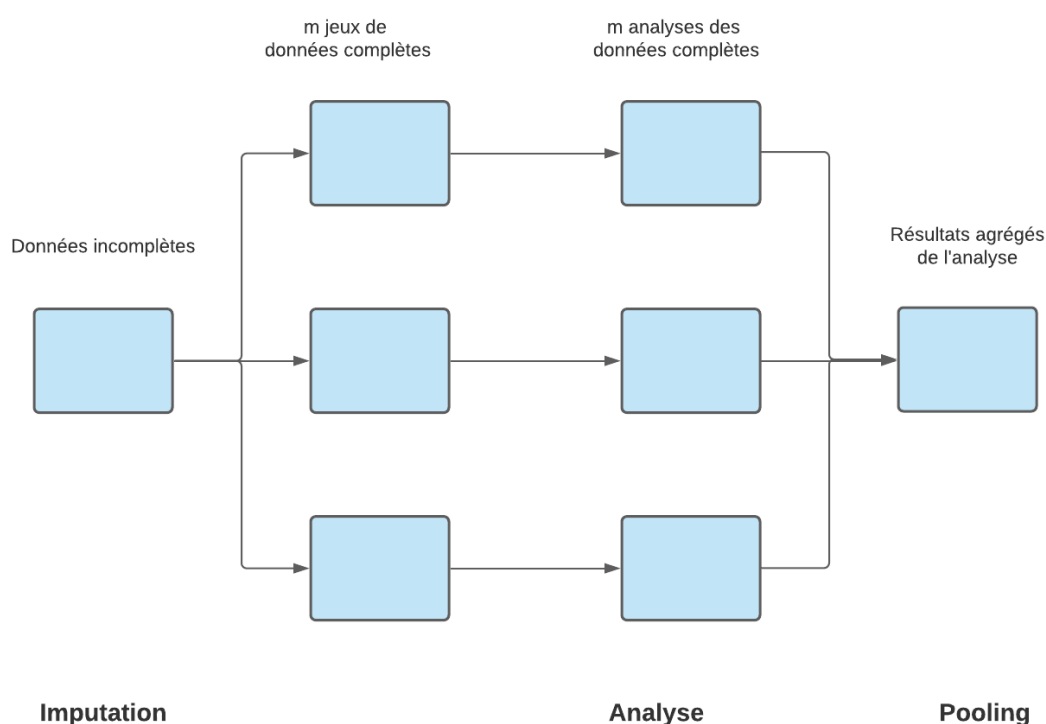 m jeux de
données complètes
m analyses des
données complètes
Données incomplètes
Résultats agrégés
de l'analyse
Imputation
Analyse
Pooling